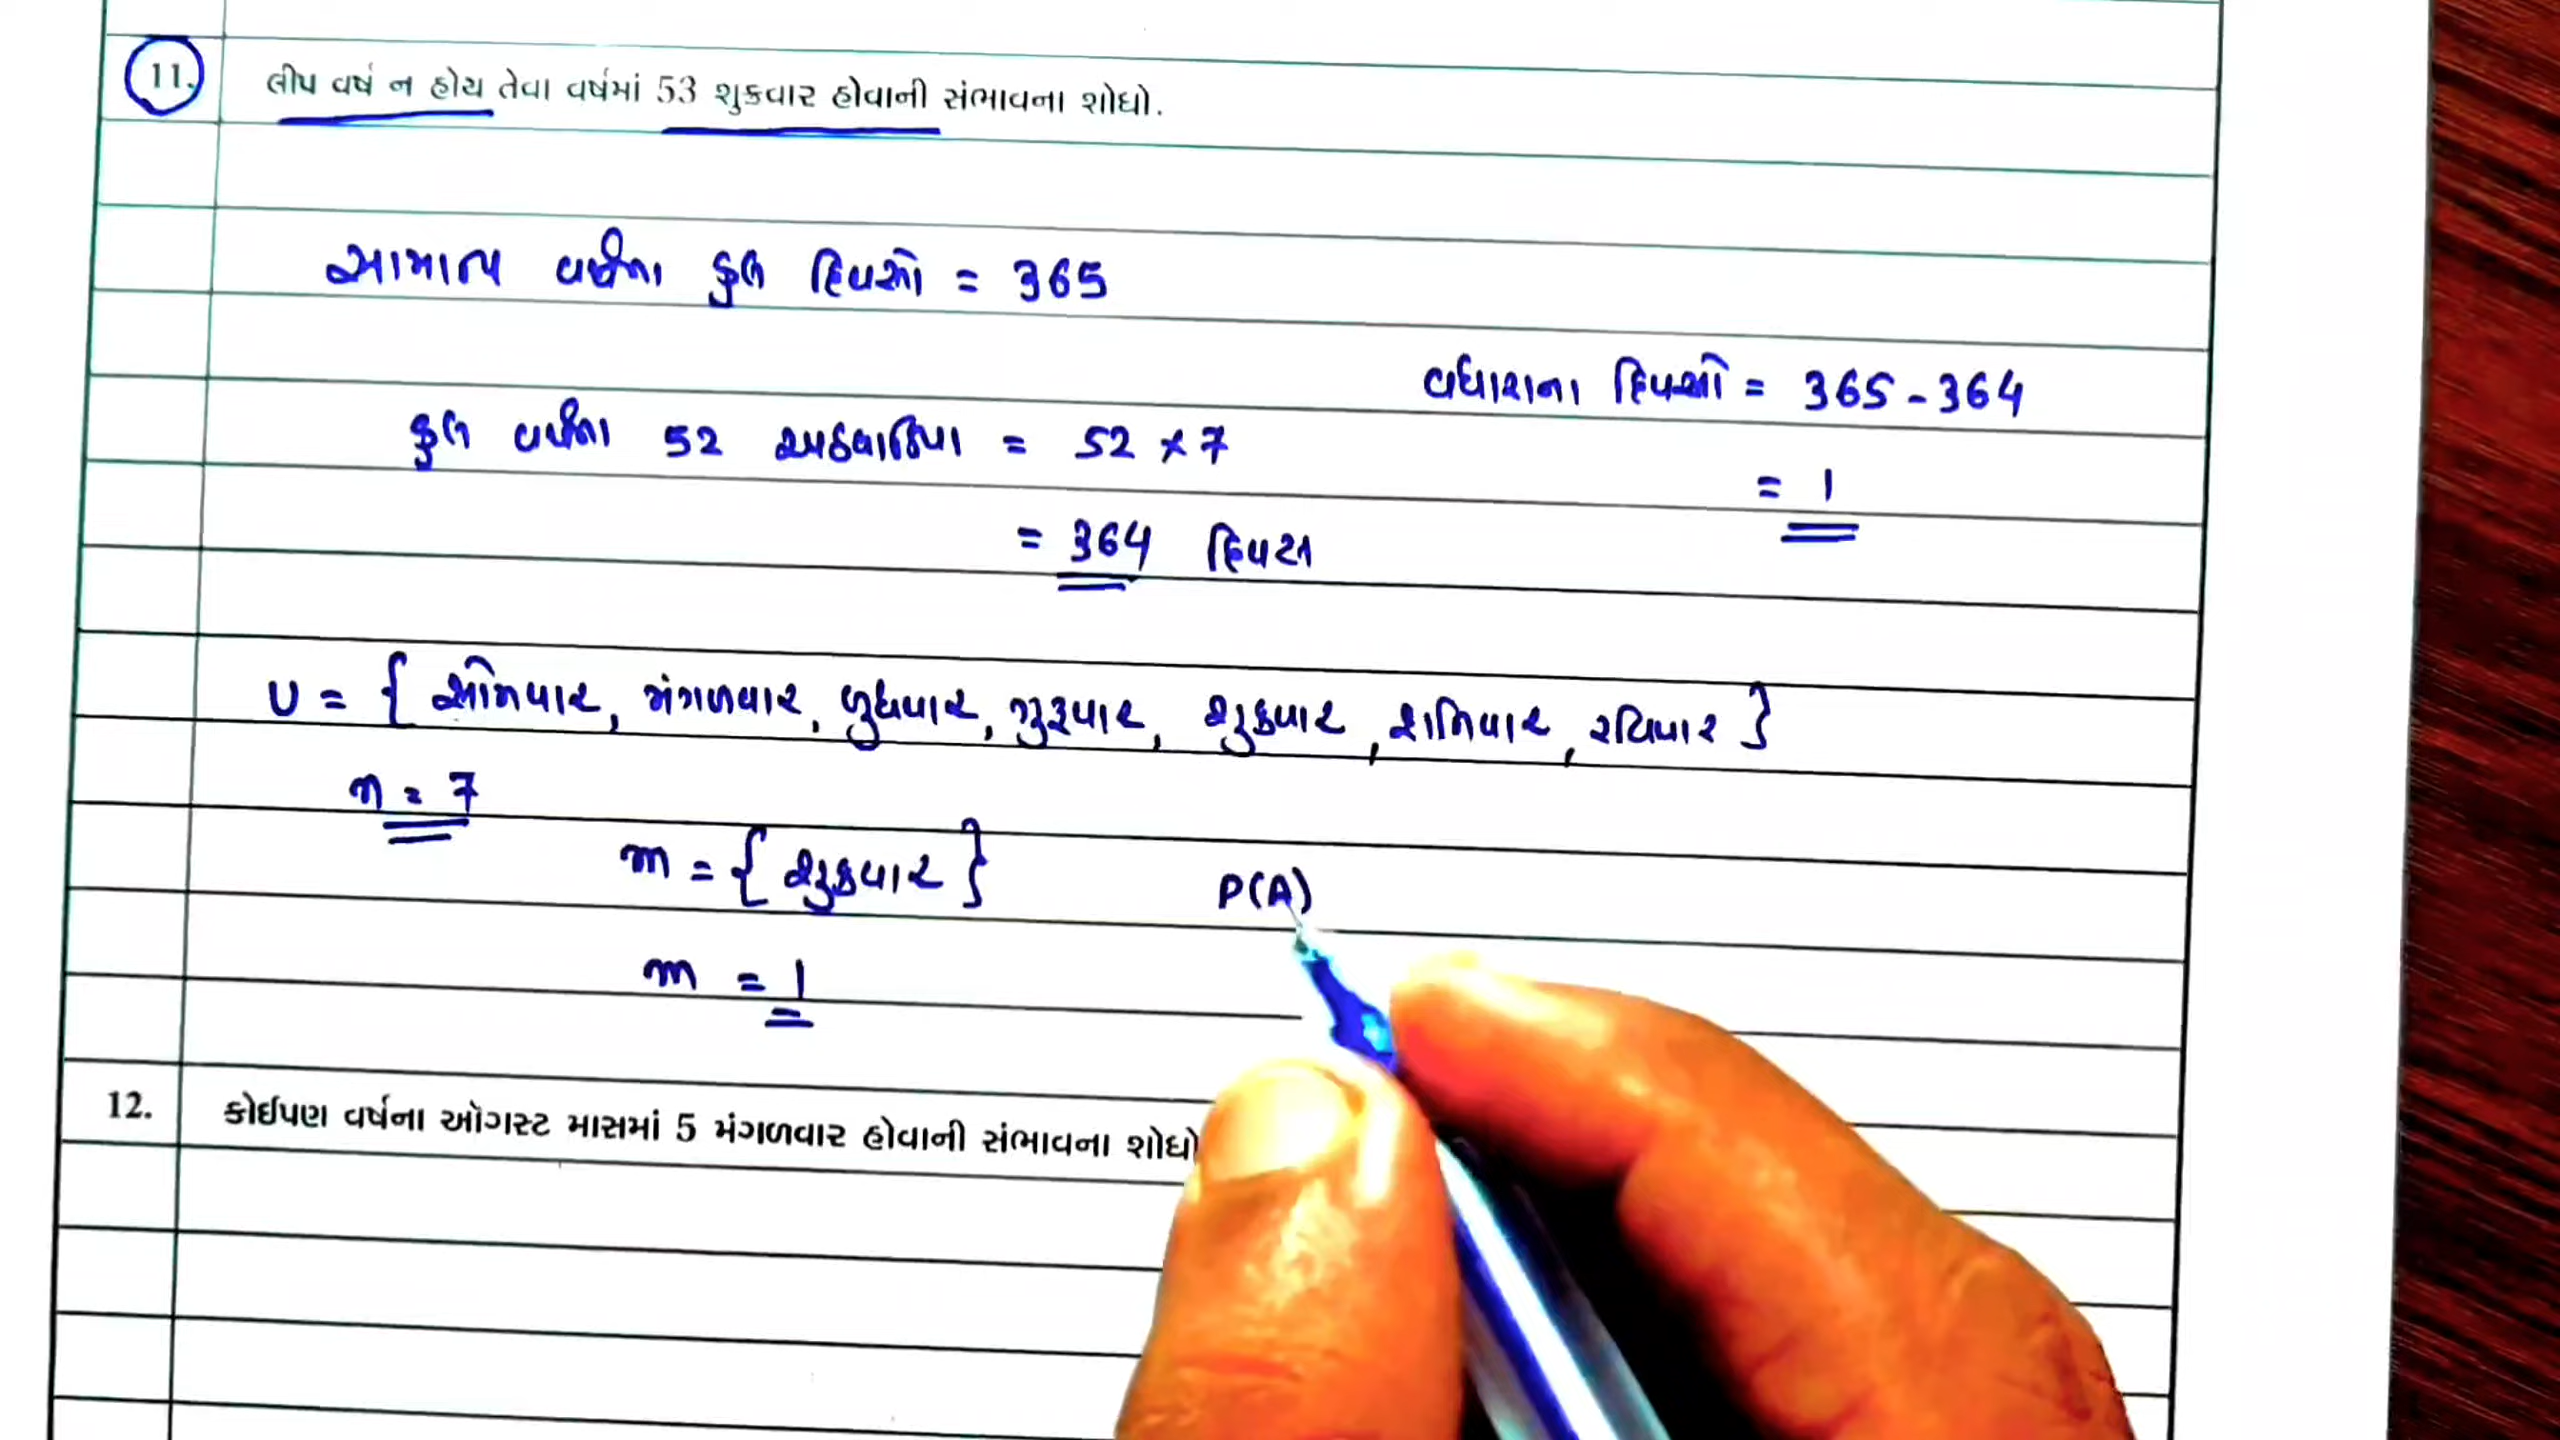 11. લીપ વર્ષ ન હોય તેવા વર્ષમાં 53 શુક્રવાર હોવાની સંભાવના શોધો.
સામાન્ય વર્ષના કુલ દિવસો = 365
વધારાના દિવસો = 365 - 364
કુલ વર્ષના 52 અઠવાડિયા = 52 × 7
= 1
= 364 દિવસ
U = { સોમવાર, મંગળવાર, બુધવાર, ગુરૂવાર, શુક્રવાર, શનિવાર, રવિવાર }
n = 7
m = { શુક્રવાર }
P(A)
m = 1
12. કોઈપણ વર્ષના ઑગસ્ટ માસમાં 5 મંગળવાર હોવાની સંભાવના શોધો